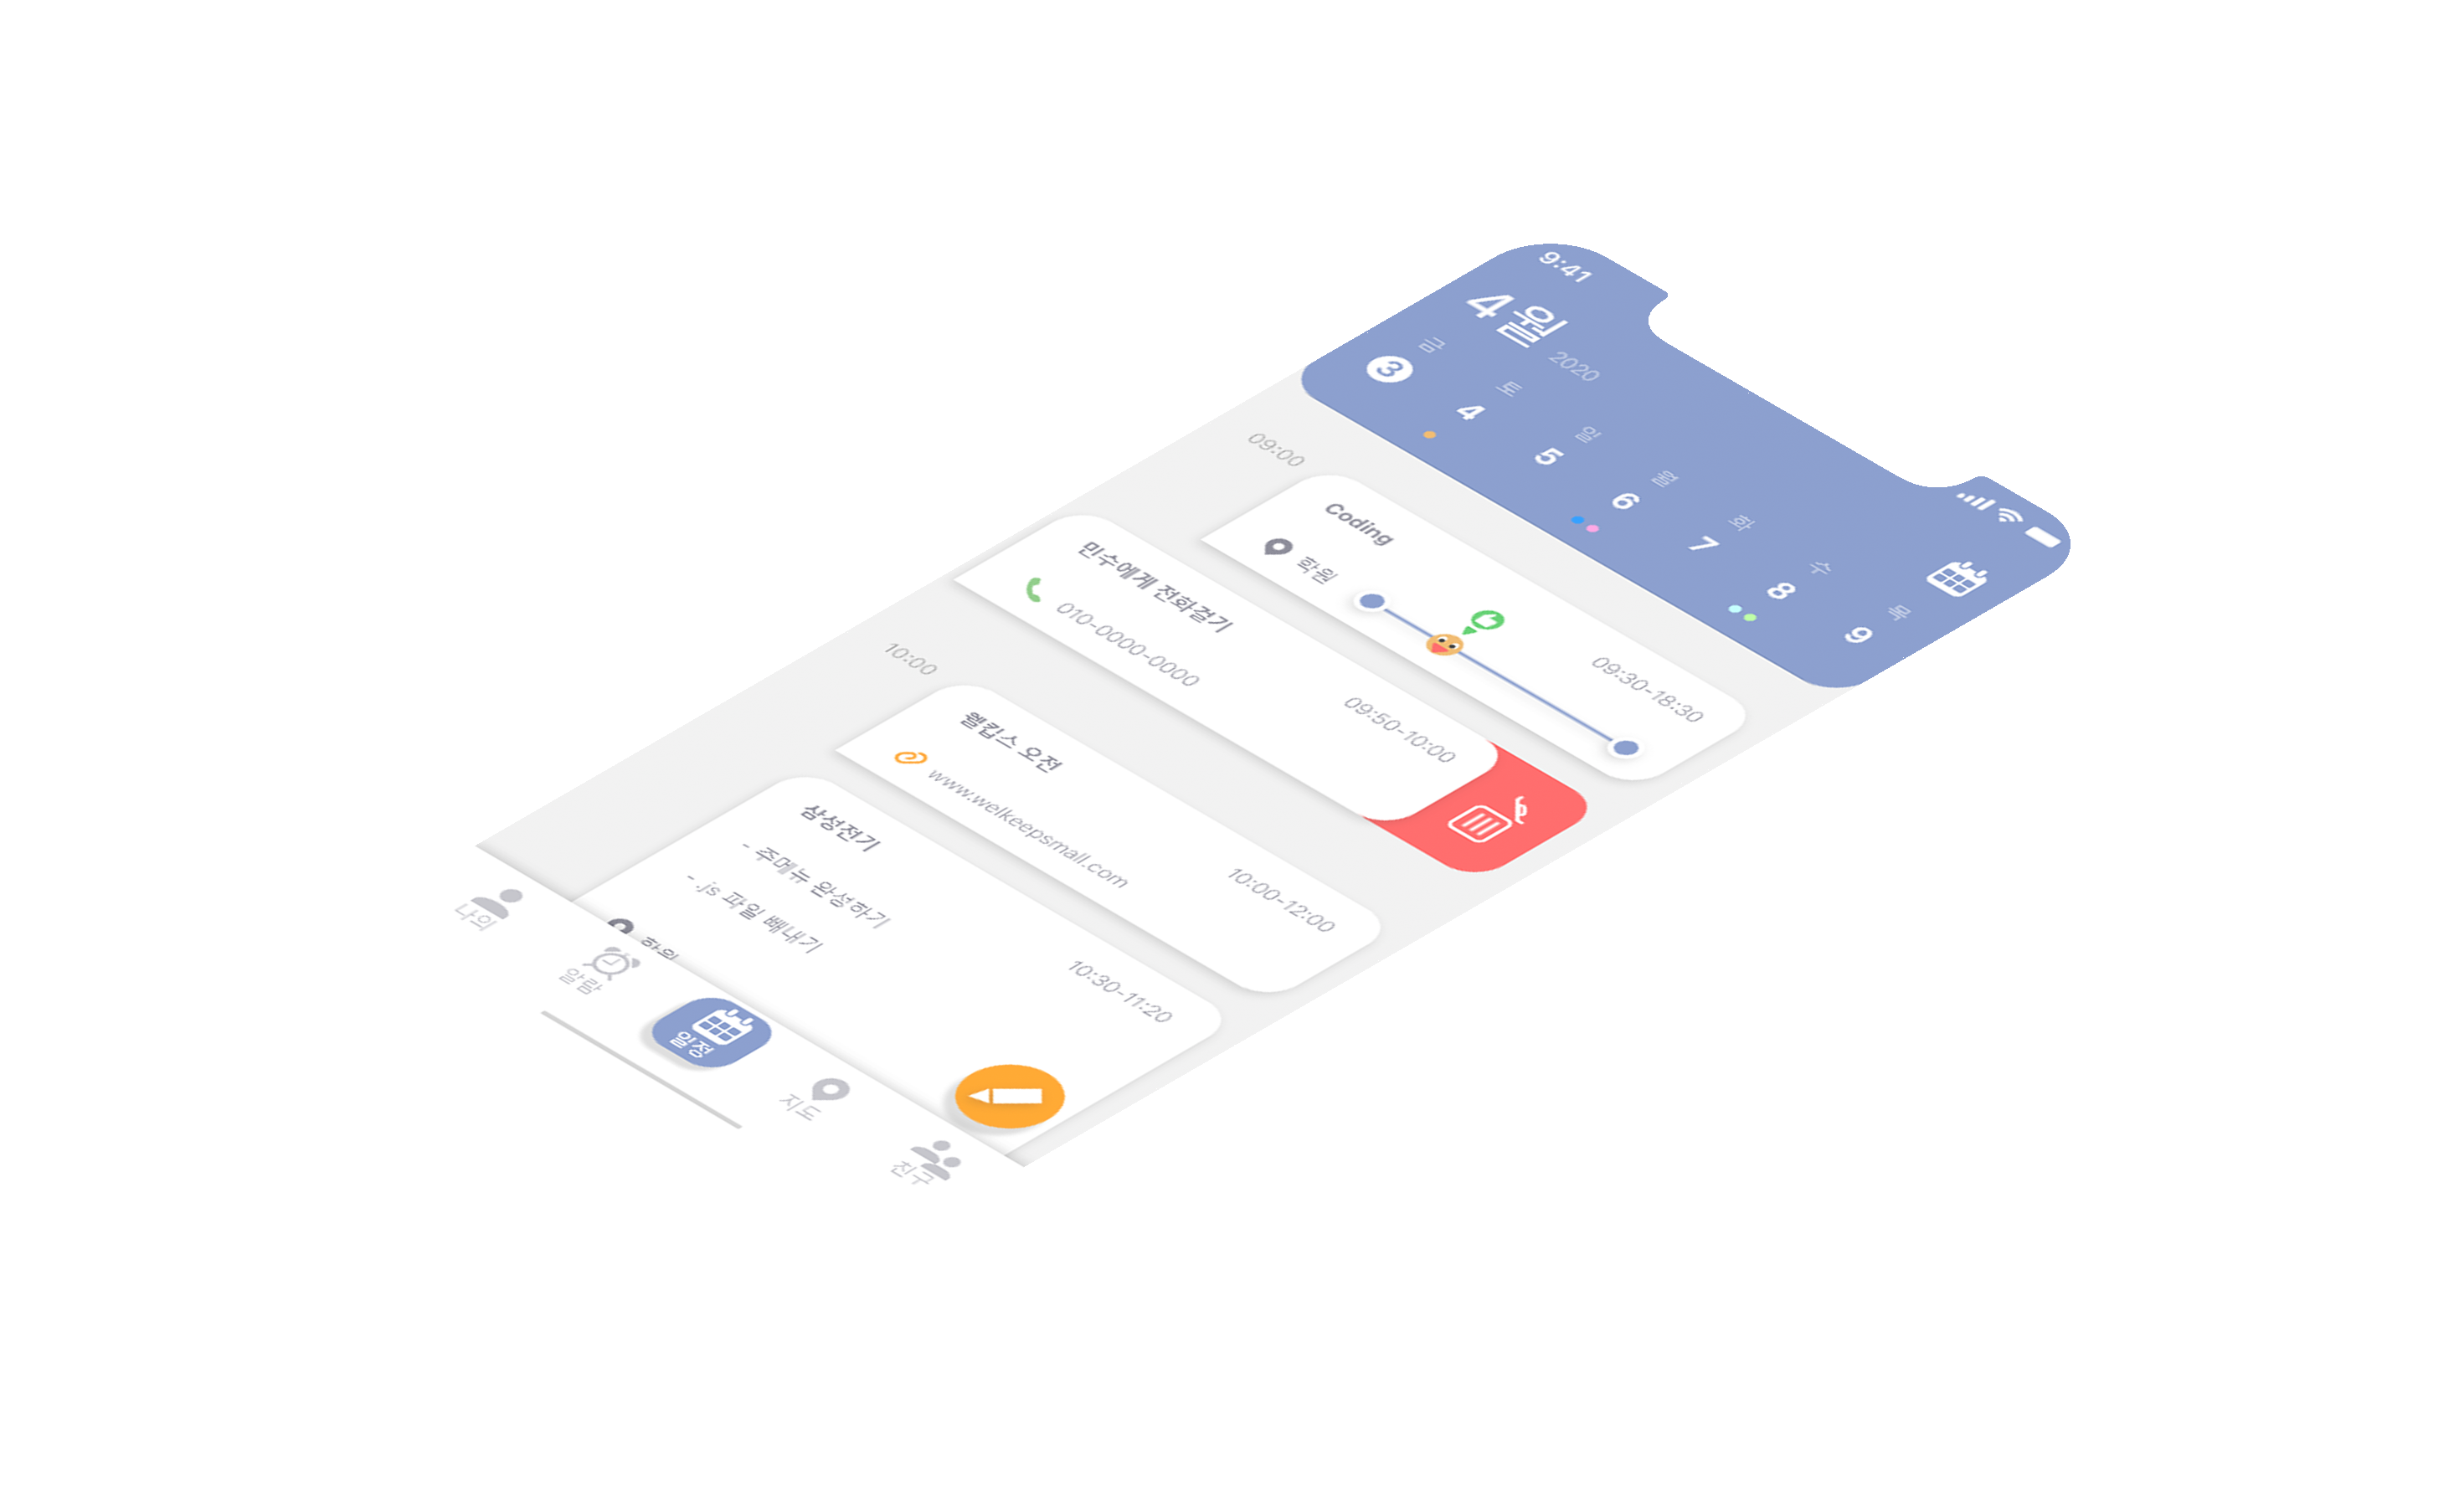 9:41
4월 2020
금 토 일 월 화 수 목
3 4 5 6 7 8 9
09:00
Coding
학원
09:30-18:30
민수에게 전화걸기
010-0000-0000
09:50-10:00
10:00
웰킵스 오전
www.welkeepsmall.com
10:00-12:00
삼성전기
- 주메뉴 완성하기
- .js 파일 빼내기
10:30-11:20
나의
알람
일정
지도
친구